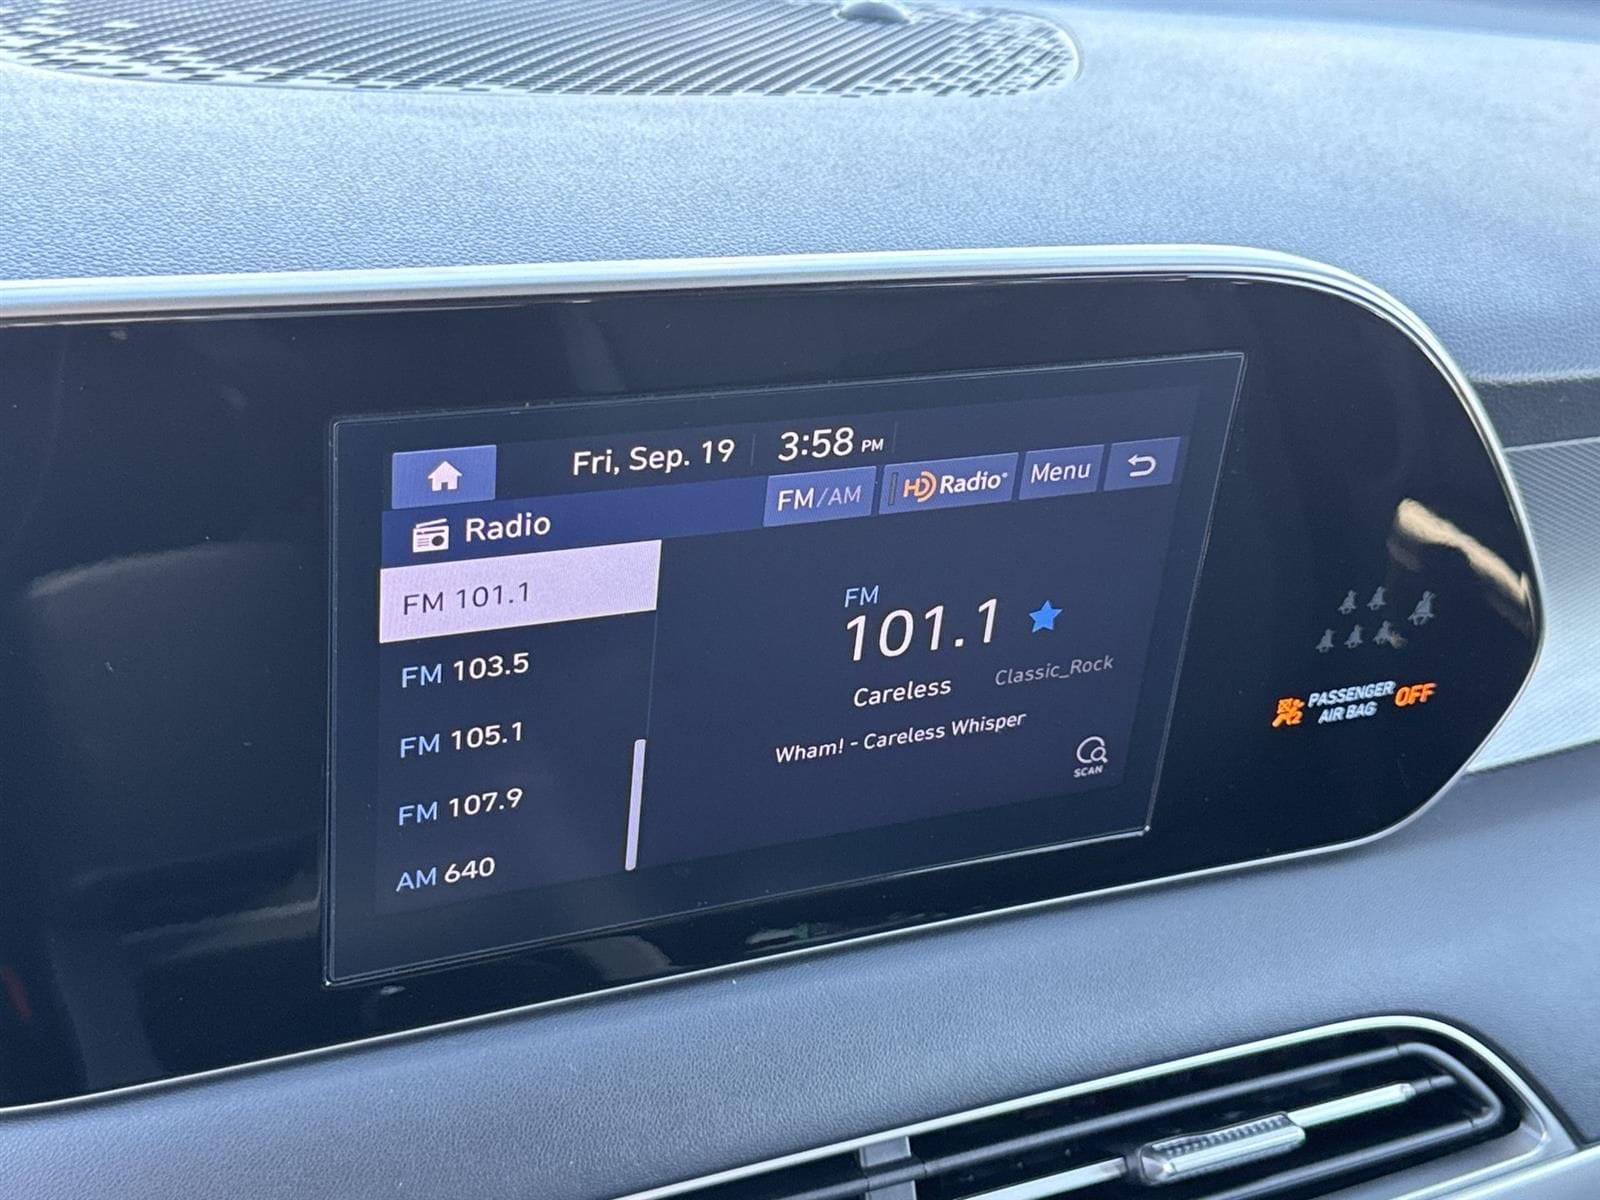 Fri, Sep. 19 3:58 PM
Radio FM/AM HD Radio Menu
FM 101.1
FM 103.5
FM 105.1
FM 107.9
AM 640
FM
101.1
Careless Classic_Rock
Wham! - Careless Whisper
SCAN
PASSENGER
AIR BAG OFF
2